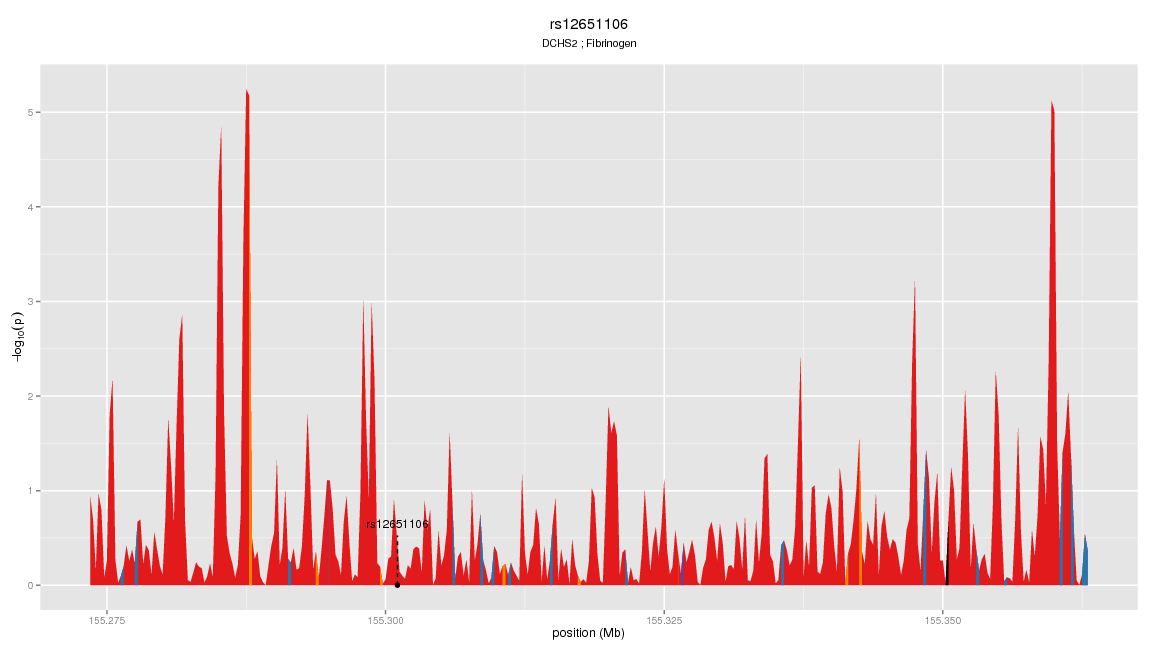 rs12651106
DCHS2 ; Fibrinogen
5
4
3
2
1
0
−log10(p)
rs12651106
155.275 155.300 155.325 155.350
position (Mb)